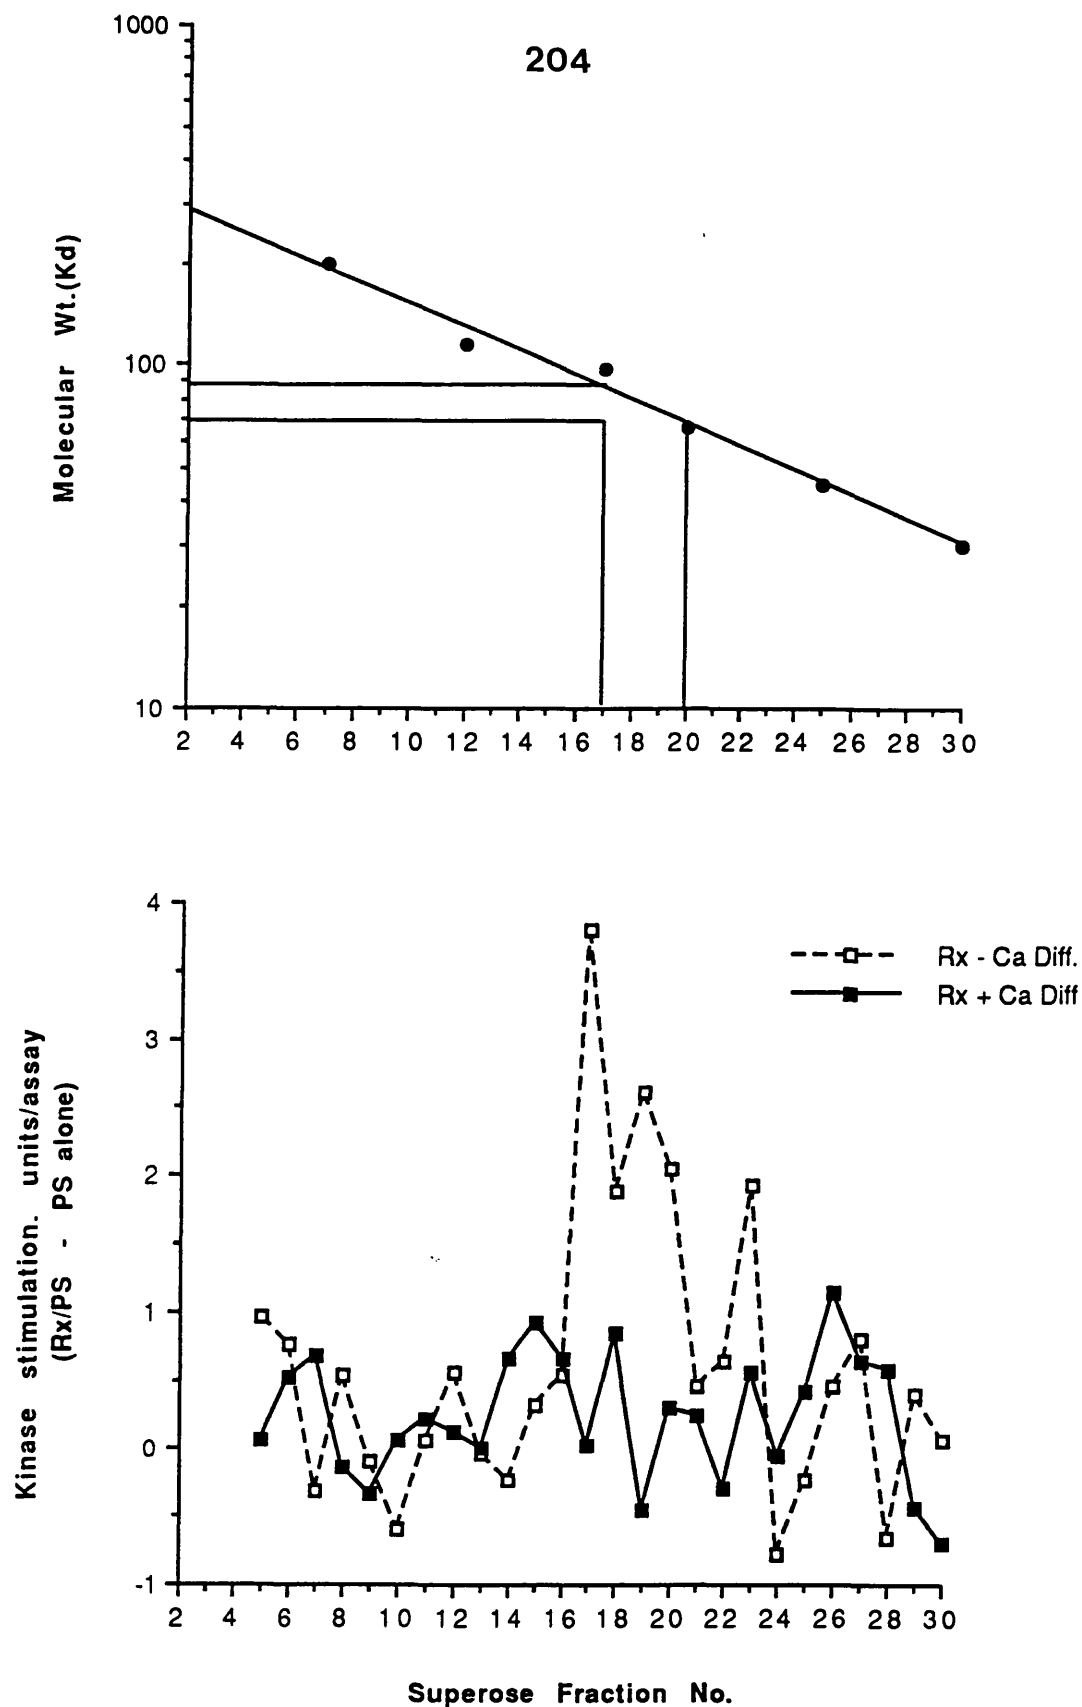 204
1000
100
10
Molecular Wt.(Kd)
2 4 6 8 10 12 14 16 18 20 22 24 26 28 30
4
3
2
1
0
-1
Kinase stimulation. units/assay
(Rx/PS - PS alone)
Rx - Ca Diff.
Rx + Ca Diff
2 4 6 8 10 12 14 16 18 20 22 24 26 28 30
Superose Fraction No.